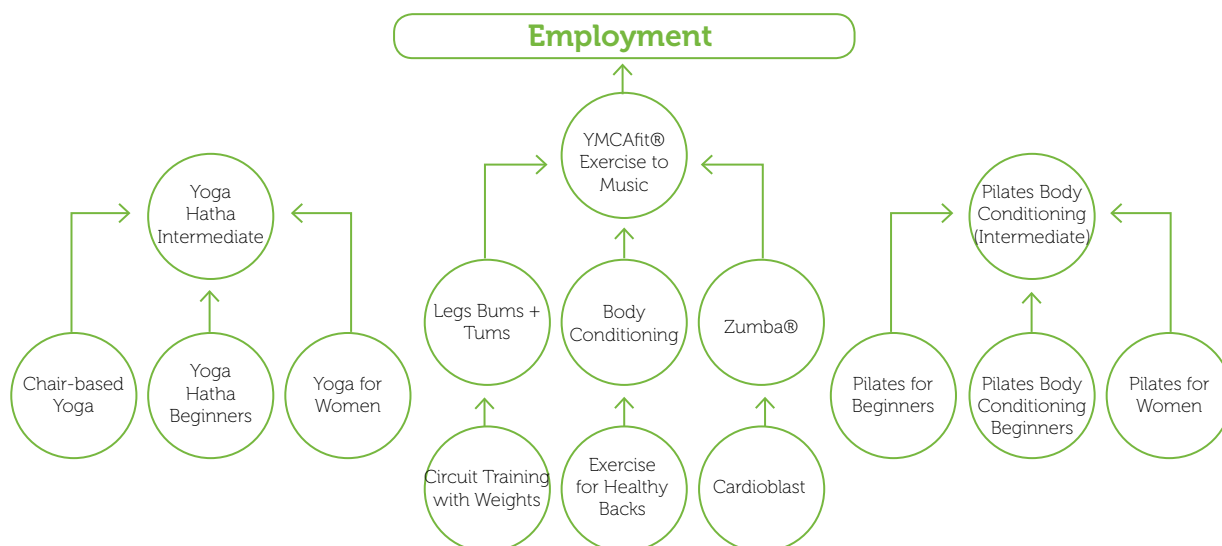 Employment
YMCAfit®
Exercise to
Music
Yoga
Hatha
Intermediate
Pilates Body
Conditioning
(Intermediate)
Legs Bums +
Tums
Body
Conditioning
Zumba®
Chair-based
Yoga
Yoga
Hatha
Beginners
Yoga for
Women
Pilates for
Beginners
Pilates Body
Conditioning
Beginners
Pilates for
Women
Circuit Training
with Weights
Exercise
for Healthy
Backs
Cardioblast